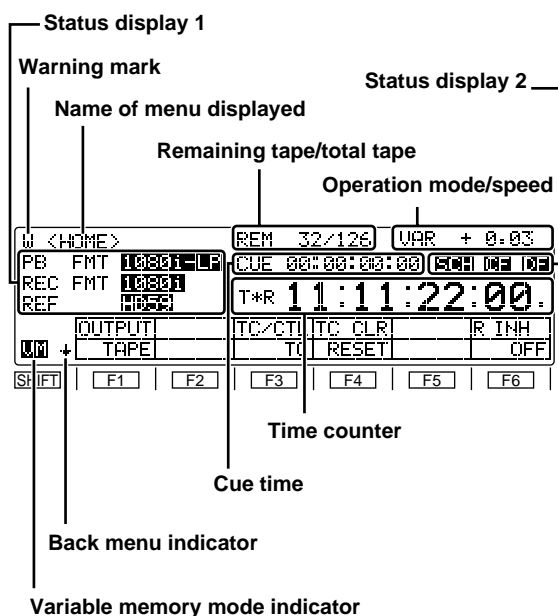 Status display 1
Warning mark
Status display 2
Name of menu displayed
Remaining tape/total tape
Operation mode/speed
W <HOME> REM 32/126 VAR + 0.03
PB FMT 1080i-LP CUE 00:00:00:00 SCH CF DF
REC FMT 1080i
REF HD59 T*R 11:11:22:00.
OUTPUT TC/CTL TC CLR R INH
VM TAPE TC RESET OFF
SHIFT F1 F2 F3 F4 F5 F6
Time counter
Cue time
Back menu indicator
Variable memory mode indicator